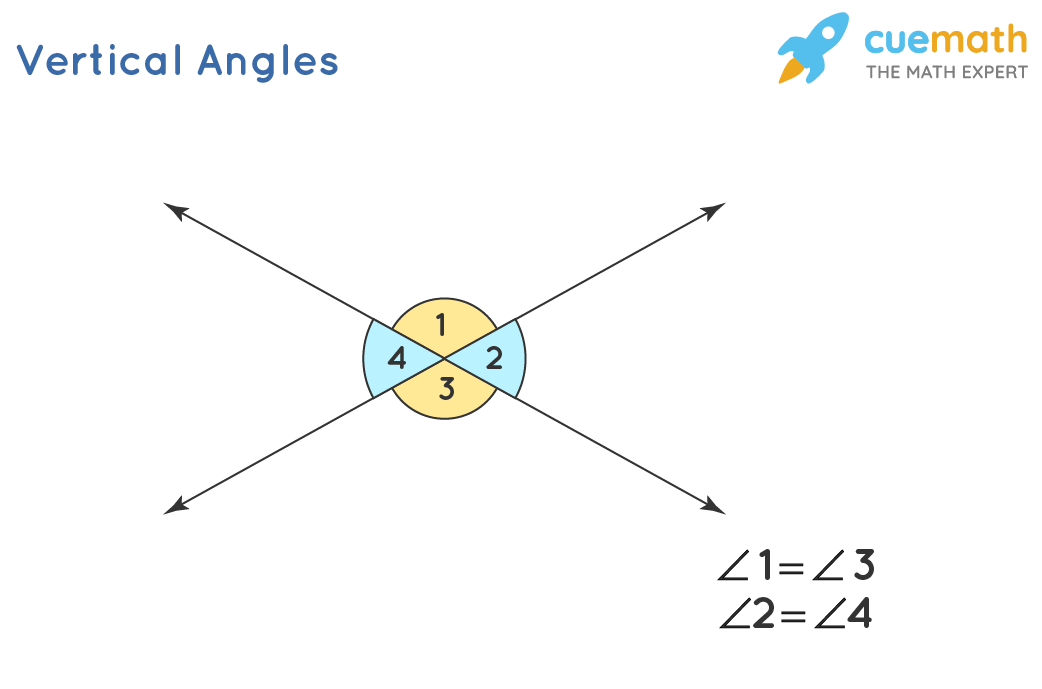 Vertical Angles
cuemath
THE MATH EXPERT
1
4 2
3
∠1=∠3
∠2=∠4